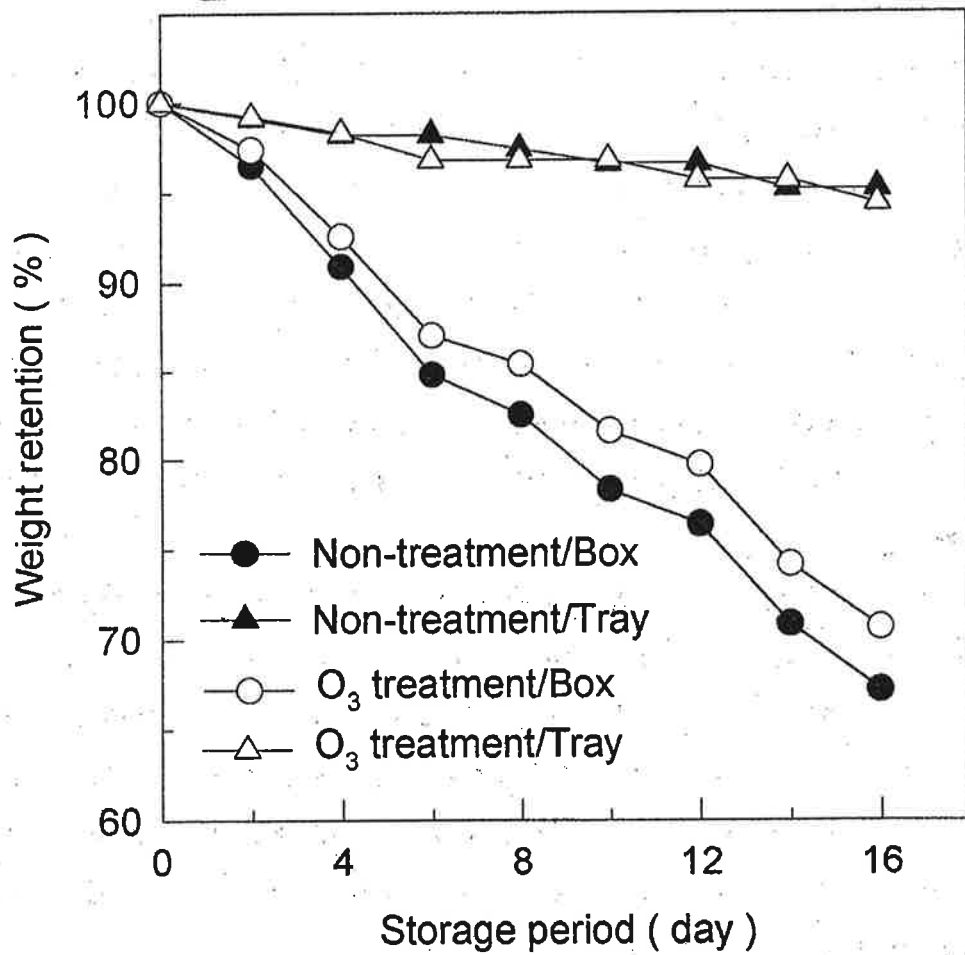 100
90
80
70
60
Weight retention ( % )
Non-treatment/Box
Non-treatment/Tray
O₃ treatment/Box
O₃ treatment/Tray
0 4 8 12 16
Storage period ( day )